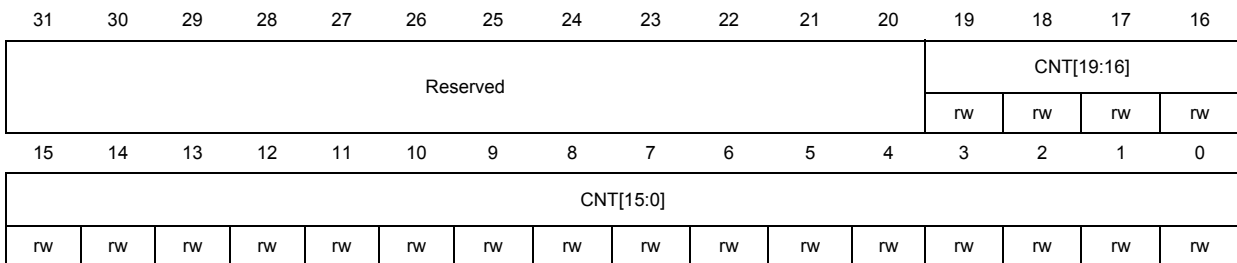 31 30 29 28 27 26 25 24 23 22 21 20 19 18 17 16
Reserved CNT[19:16]
rw rw rw rw
15 14 13 12 11 10 9 8 7 6 5 4 3 2 1 0
CNT[15:0]
rw rw rw rw rw rw rw rw rw rw rw rw rw rw rw rw